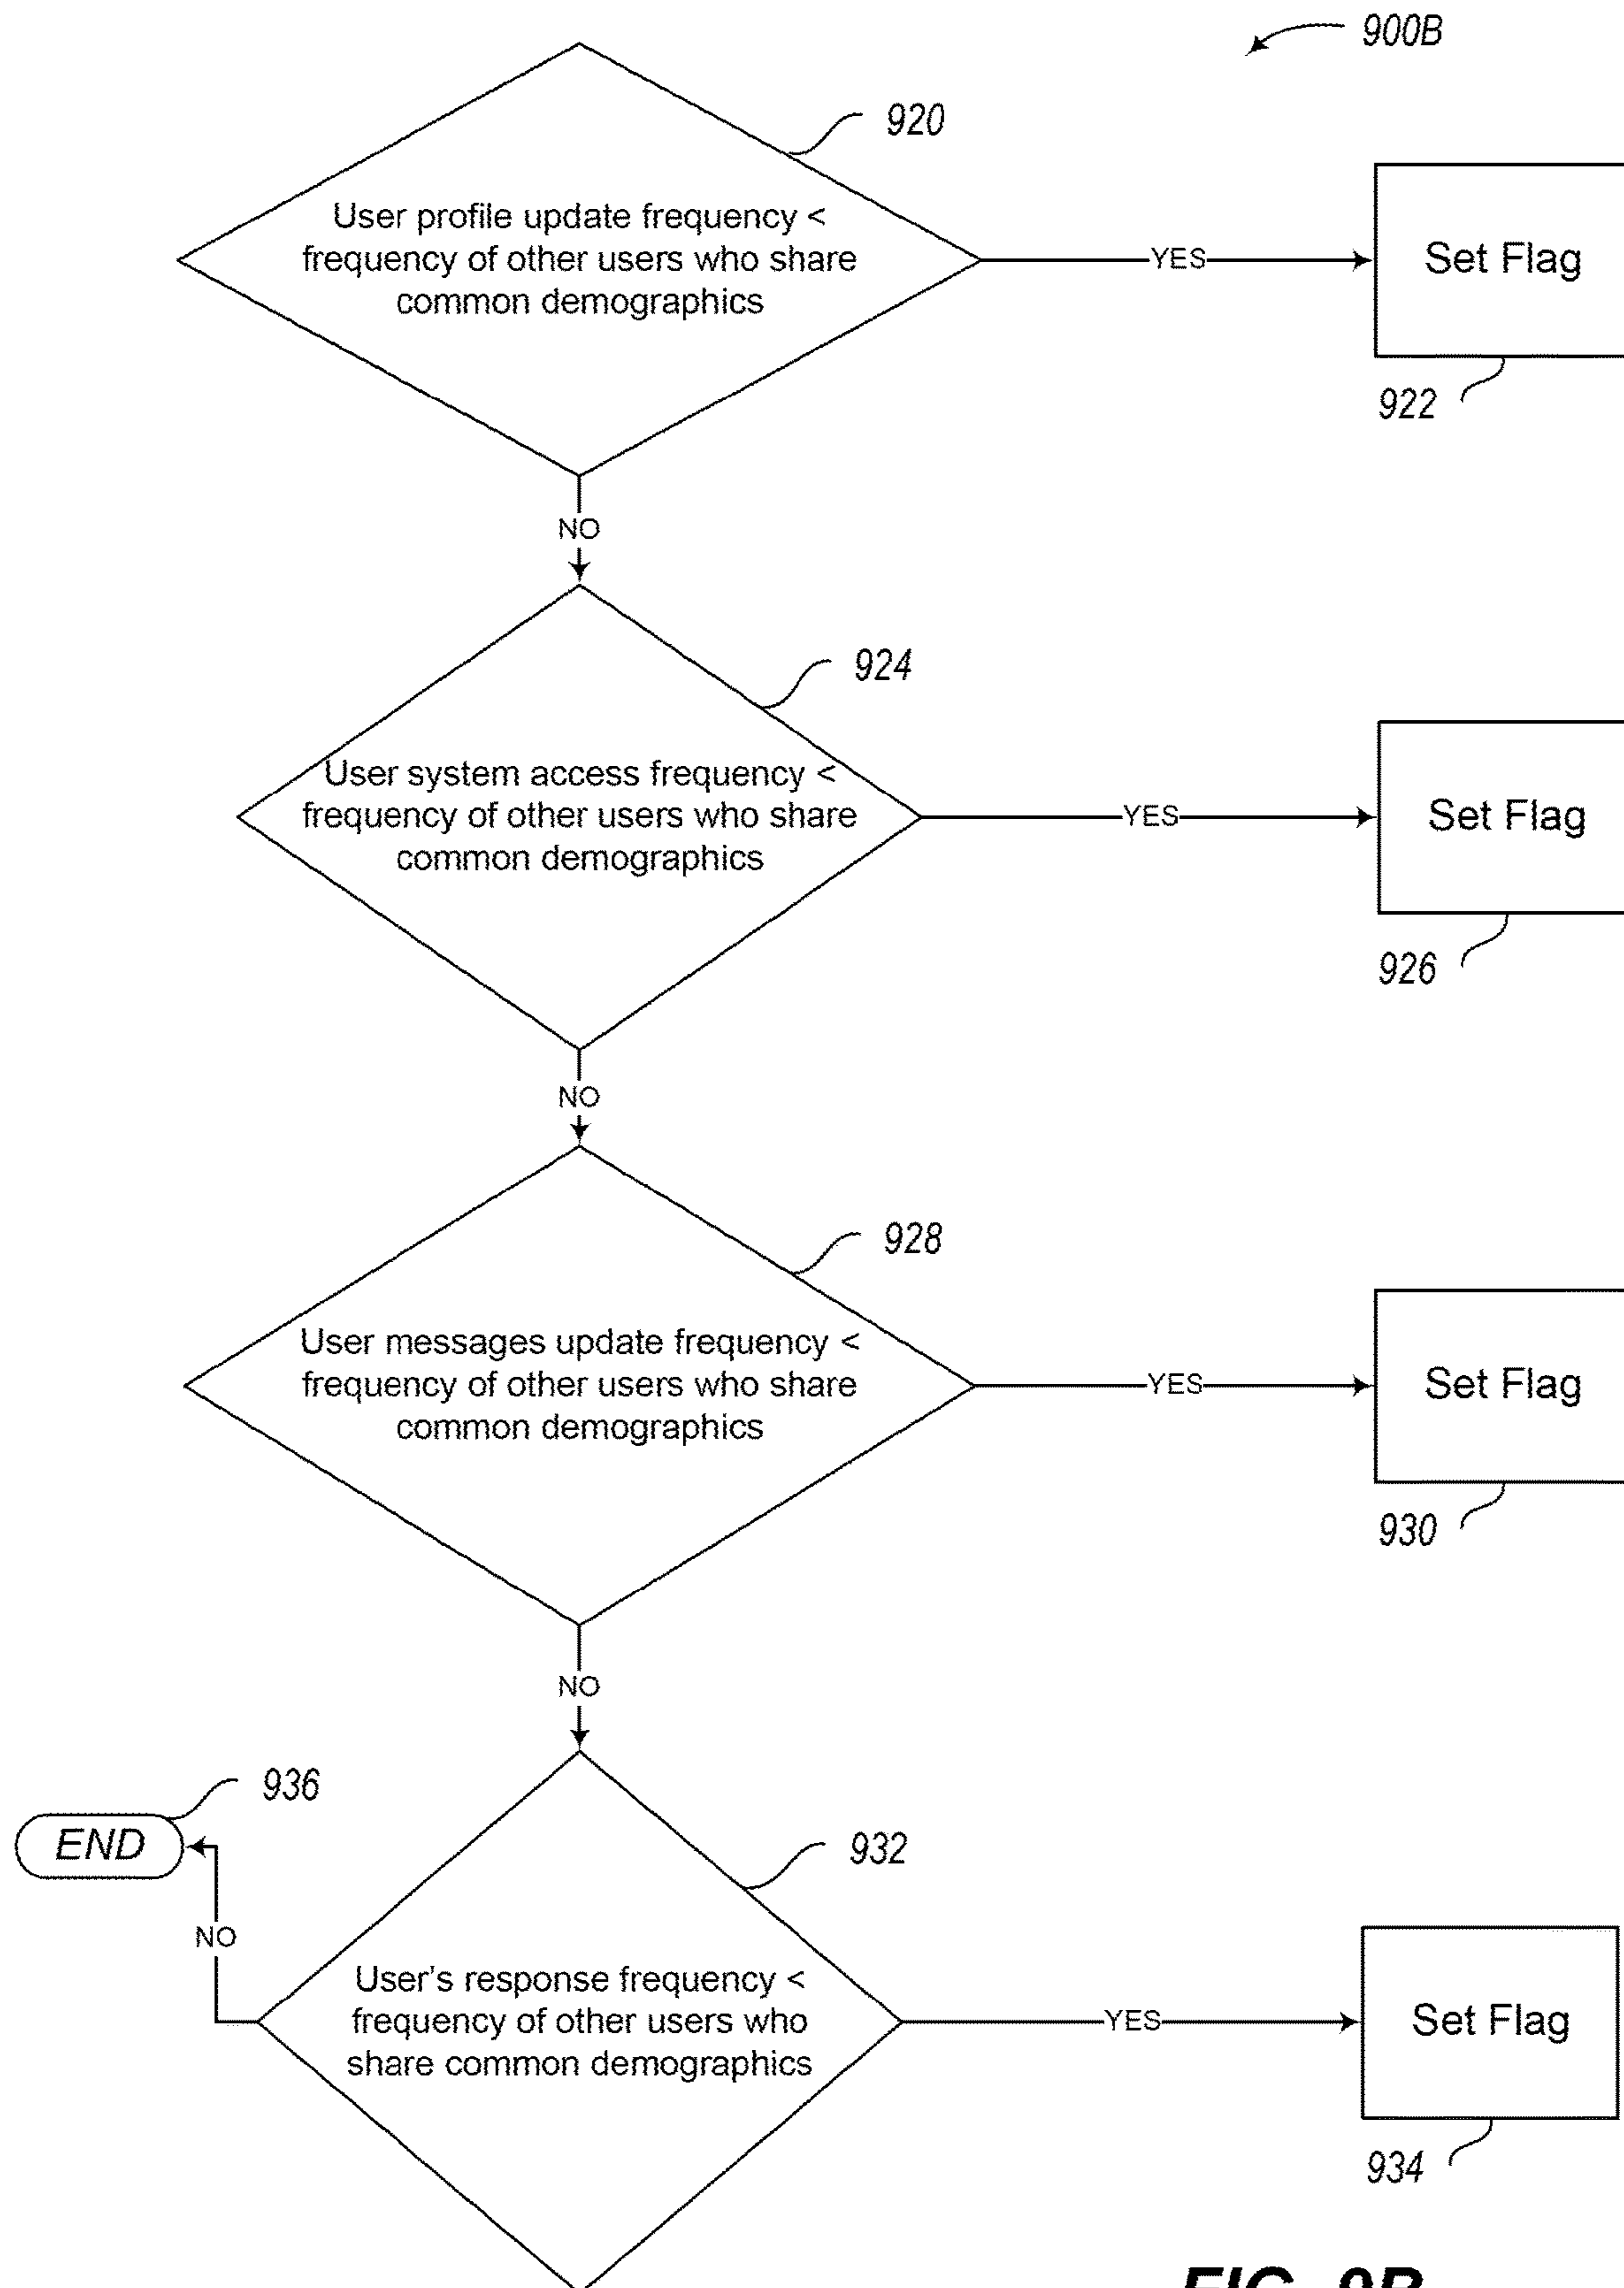 900B
920
User profile update frequency <
frequency of other users who share
common demographics
YES
Set Flag
922
NO
924
User system access frequency <
frequency of other users who share
common demographics
YES
Set Flag
926
NO
928
User messages update frequency <
frequency of other users who share
common demographics
YES
Set Flag
930
NO
936
END
932
NO
User's response frequency <
frequency of other users who
share common demographics
YES
Set Flag
934
FIG. 9B